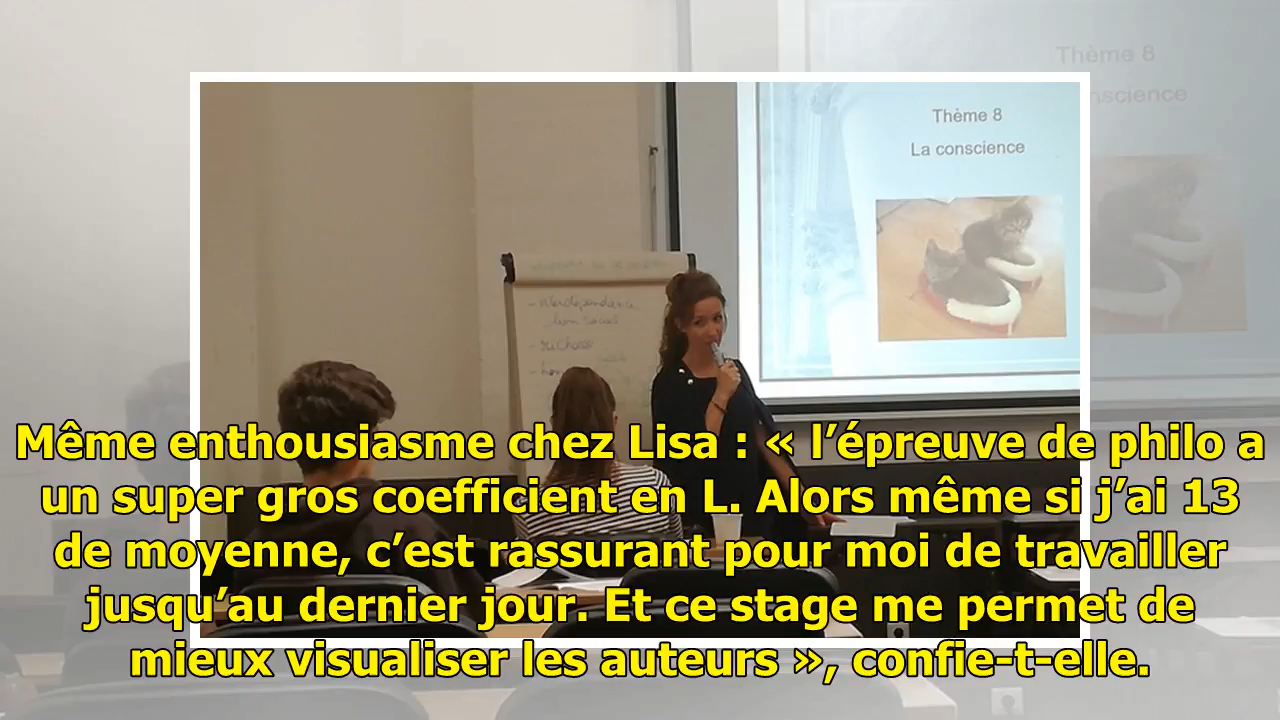 Thème 8
La conscience
- richesse
Même enthousiasme chez Lisa : « l’épreuve de philo a
un super gros coefficient en L. Alors même si j’ai 13
de moyenne, c’est rassurant pour moi de travailler
jusqu’au dernier jour. Et ce stage me permet de
mieux visualiser les auteurs », confie-t-elle.